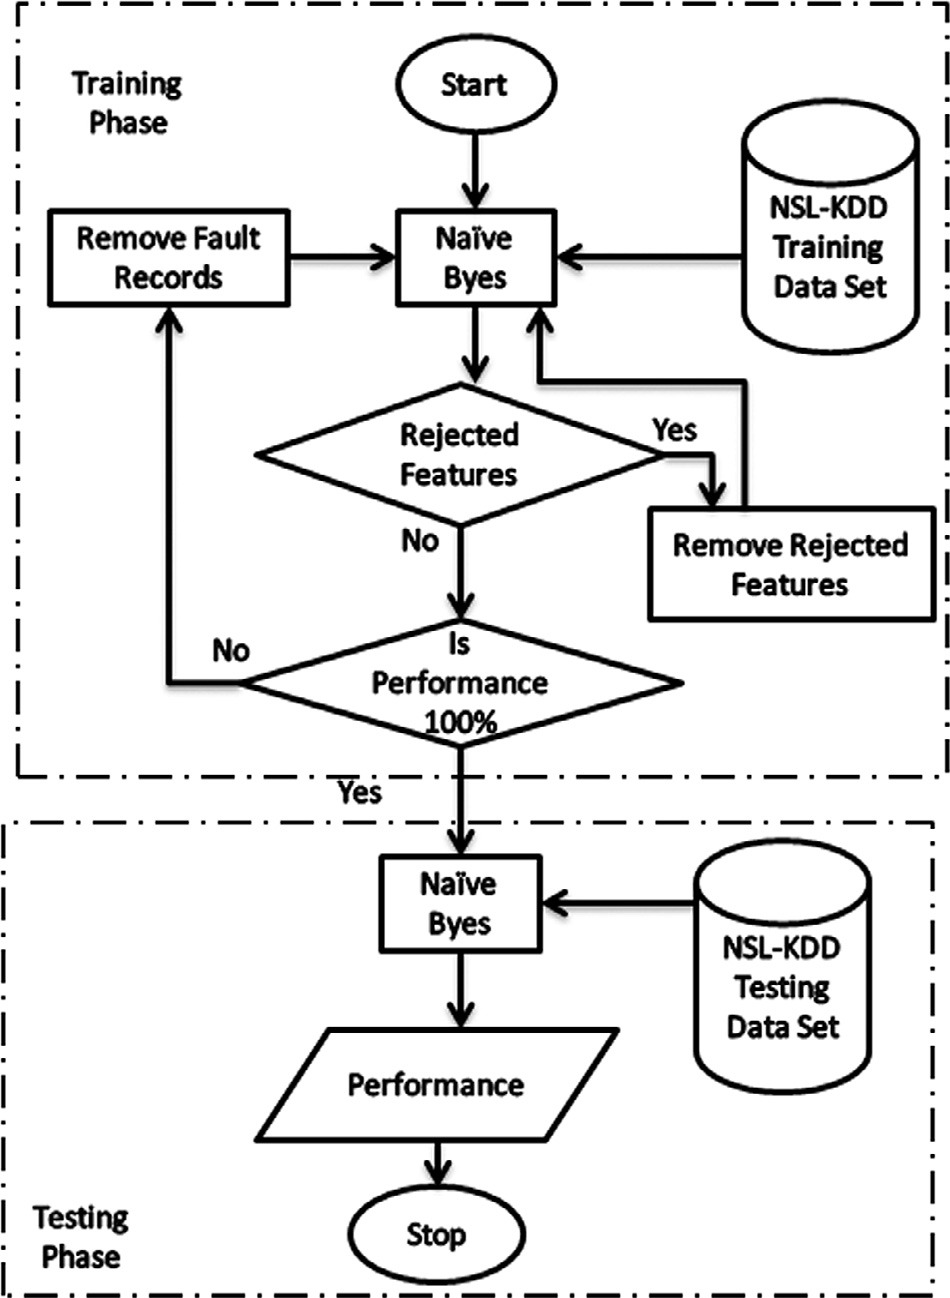 Training
Phase
Start
NSL-KDD
Training
Data Set
Remove Fault
Records
Naïve
Byes
Rejected
Features
Yes
No
Remove Rejected
Features
No
Is
Performance
100%
Yes
Naïve
Byes
NSL-KDD
Testing
Data Set
Performance
Testing
Phase
Stop